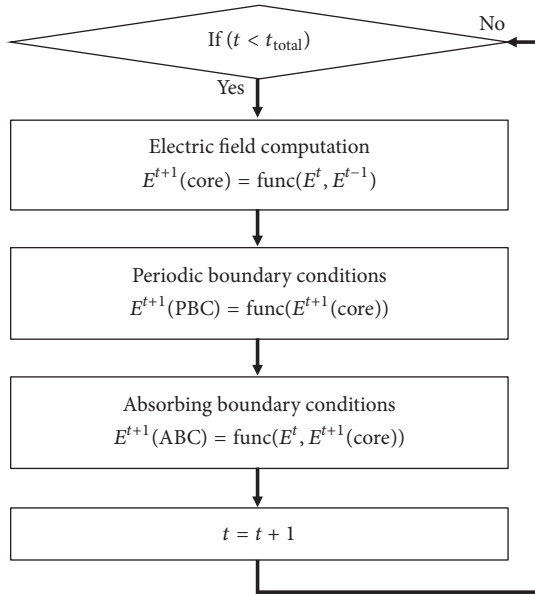 If (t < t_total)
No
Yes
Electric field computation
E^{t+1}(core) = func(E^t, E^{t−1})
Periodic boundary conditions
E^{t+1}(PBC) = func(E^{t+1}(core))
Absorbing boundary conditions
E^{t+1}(ABC) = func(E^t, E^{t+1}(core))
t = t + 1